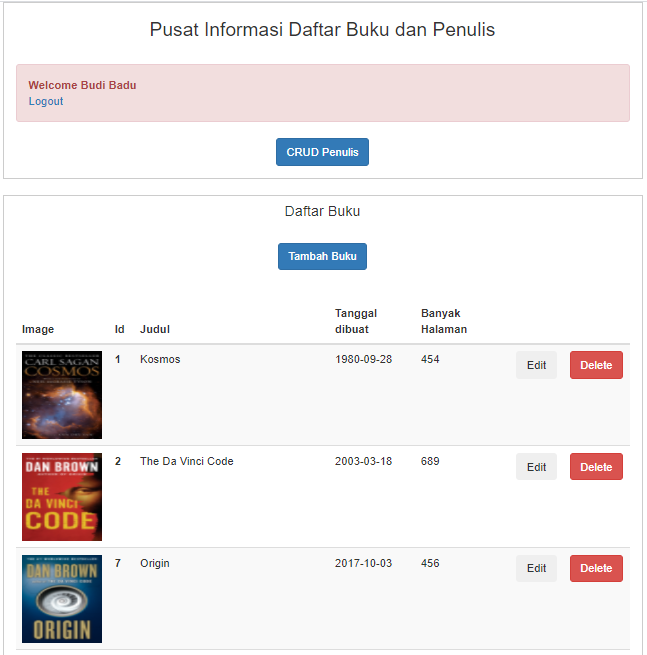 Pusat Informasi Daftar Buku dan Penulis
Welcome Budi Badu
Logout
CRUD Penulis
Daftar Buku
Tambah Buku
Image Id Judul Tanggal dibuat Banyak Halaman
CARL SAGAN
COSMOS
1 Kosmos 1980-09-28 454 Edit Delete
DAN BROWN
THE
DA VINCI
CODE
2 The Da Vinci Code 2003-03-18 689 Edit Delete
DAN BROWN
ORIGIN
7 Origin 2017-10-03 456 Edit Delete